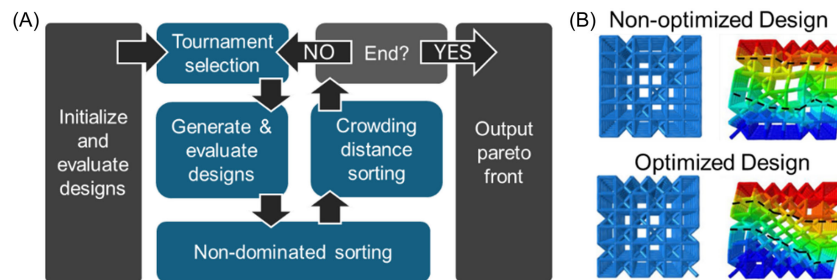 (A)
Initialize
and
evaluate
designs
Tournament
selection
NO
End?
YES
Generate &
evaluate
designs
Crowding
distance
sorting
Non-dominated sorting
Output
pareto
front
(B)
Non-optimized Design
Optimized Design